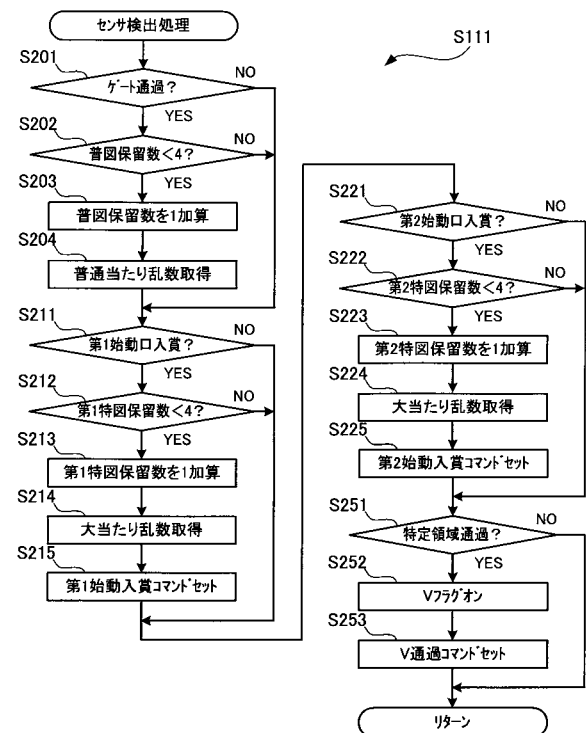 センサ検出処理
S111
S201
ゲート通過?
NO
YES
S202
普図保留数<4?
NO
YES
S203
普図保留数を1加算
S204
普通当たり乱数取得
S211
第1始動口入賞?
NO
YES
S212
第1特図保留数<4?
NO
YES
S213
第1特図保留数を1加算
S214
大当たり乱数取得
S215
第1始動入賞コマンドセット
S221
第2始動口入賞?
NO
YES
S222
第2特図保留数<4?
NO
YES
S223
第2特図保留数を1加算
S224
大当たり乱数取得
S225
第2始動入賞コマンドセット
S251
特定領域通過?
NO
YES
S252
Vフラグオン
S253
V通過コマンドセット
リターン